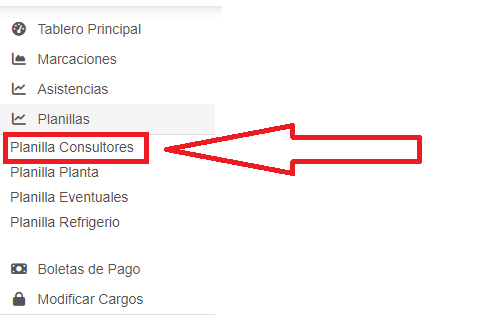 Tablero Principal
Marcaciones
Asistencias
Planillas
Planilla Consultores
Planilla Planta
Planilla Eventuales
Planilla Refrigerio
Boletas de Pago
Modificar Cargos